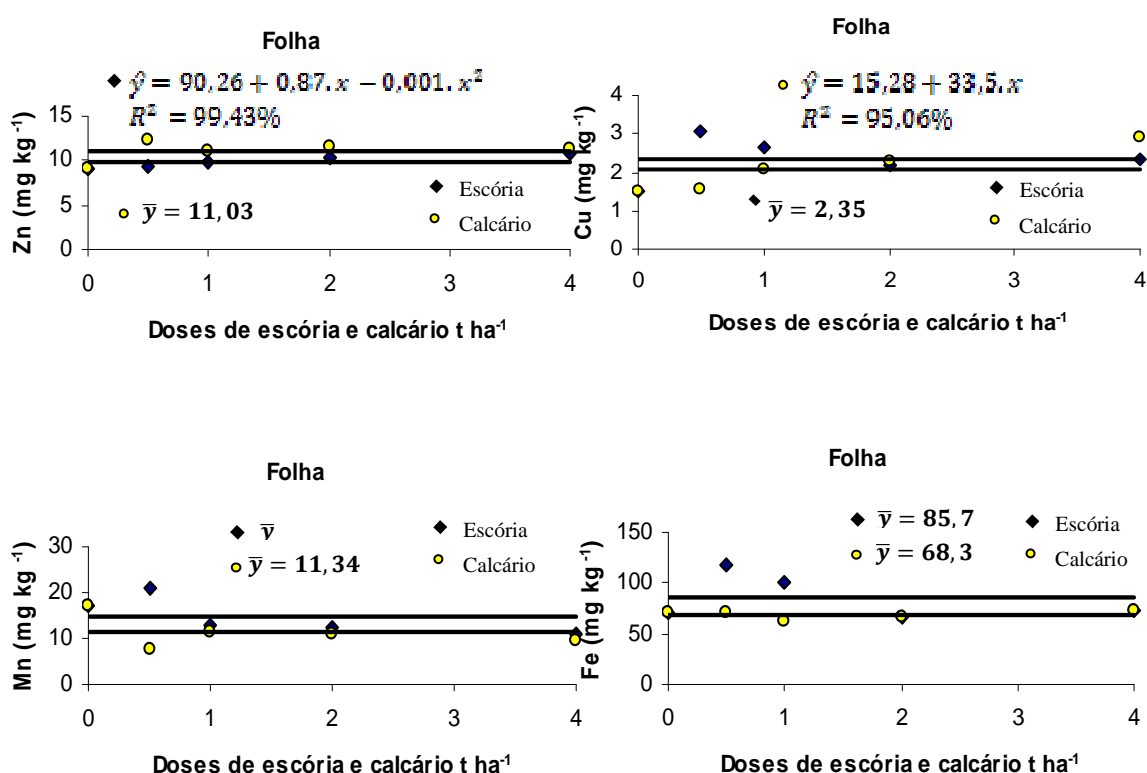 Folha
ŷ = 90,26 + 0,87.x − 0,001.x²
R² = 99,43%
Zn (mg kg⁻¹)
15
10
5
0
Escória
Calcário
y̅ = 11,03
0 1 2 3 4
Doses de escória e calcário t ha⁻¹
Folha
ŷ = 15,28 + 33,5.x
R² = 95,06%
Cu (mg kg⁻¹)
4
3
2
1
0
Escória
Calcário
y̅ = 2,35
0 1 2 3 4
Doses de escória e calcário t ha⁻¹
Folha
y̅
y̅ = 11,34
Escória
Calcário
Mn (mg kg⁻¹)
30
20
10
0
0 1 2 3 4
Doses de escória e calcário t ha⁻¹
Folha
y̅ = 85,7
y̅ = 68,3
Escória
Calcário
Fe (mg kg⁻¹)
150
100
50
0
0 1 2 3 4
Doses de escória e calcário t ha⁻¹